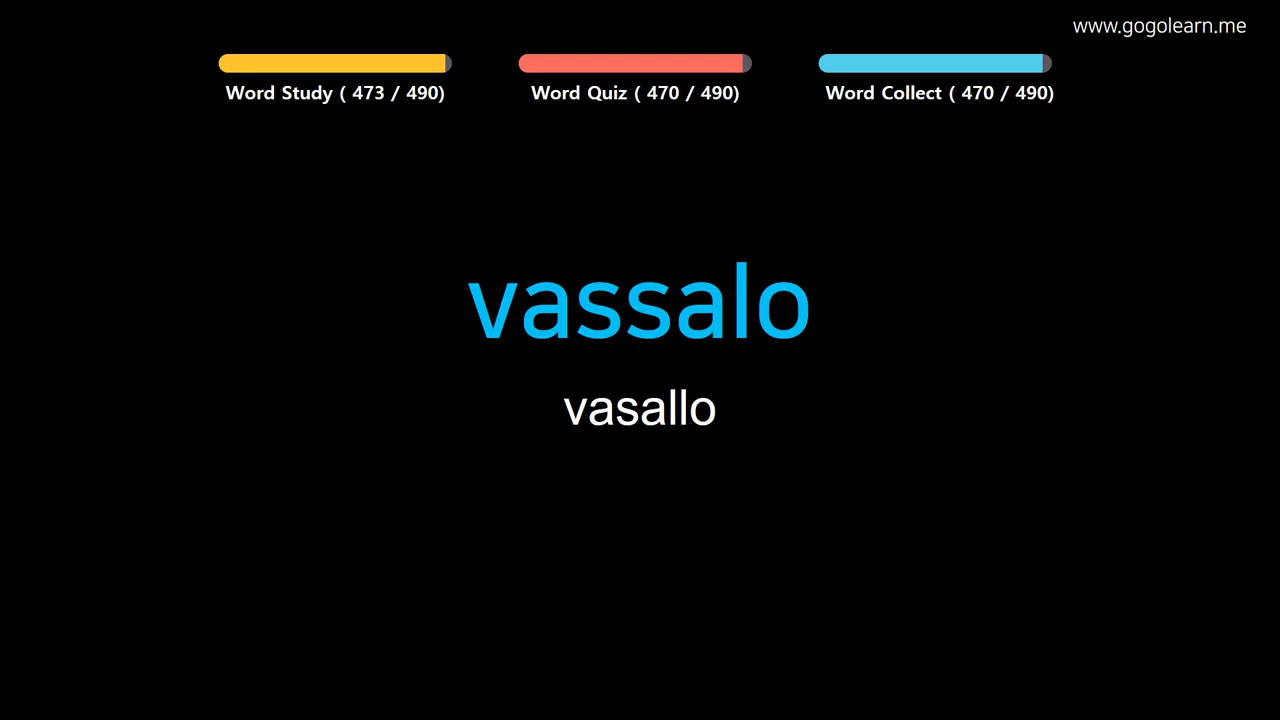 www.gogolearn.me
Word Study ( 473 / 490)
Word Quiz ( 470 / 490)
Word Collect ( 470 / 490)
vassalo
vasallo